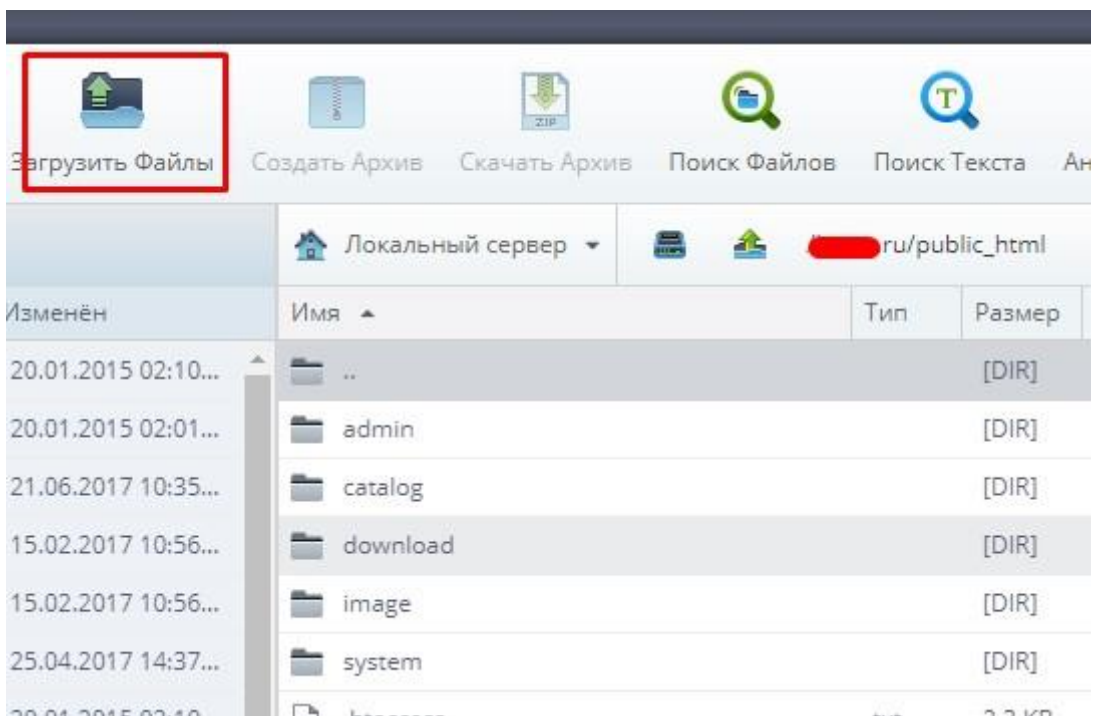 ZIP
T
Загрузить Файлы Создать Архив Скачать Архив Поиск Файлов Поиск Текста Ан
Локальный сервер ru/public_html
Изменён Имя Тип Размер
20.01.2015 02:10... .. [DIR]
20.01.2015 02:01... admin [DIR]
21.06.2017 10:35... catalog [DIR]
15.02.2017 10:56... download [DIR]
15.02.2017 10:56... image [DIR]
25.04.2017 14:37... system [DIR]